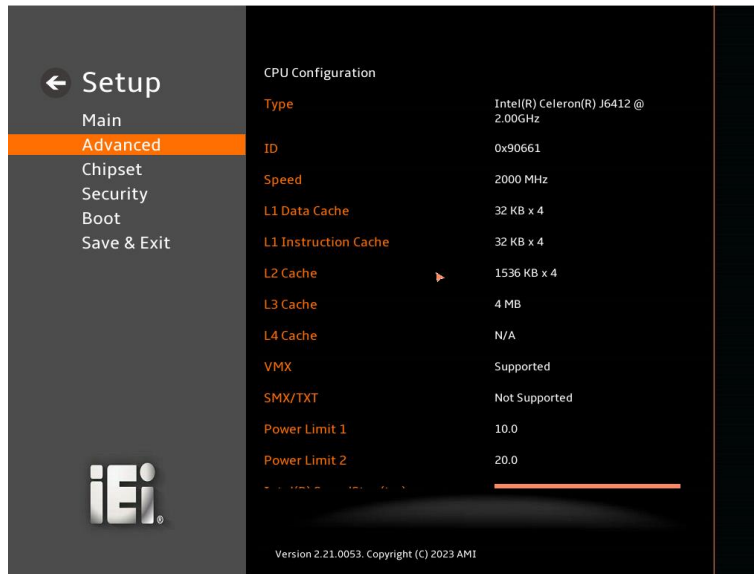 Setup
Main
Advanced
Chipset
Security
Boot
Save & Exit
iEi
®
CPU Configuration
Type Intel(R) Celeron(R) J6412 @
2.00GHz
ID 0x90661
Speed 2000 MHz
L1 Data Cache 32 KB x 4
L1 Instruction Cache 32 KB x 4
L2 Cache 1536 KB x 4
L3 Cache 4 MB
L4 Cache N/A
VMX Supported
SMX/TXT Not Supported
Power Limit 1 10.0
Power Limit 2 20.0
Version 2.21.0053. Copyright (C) 2023 AMI